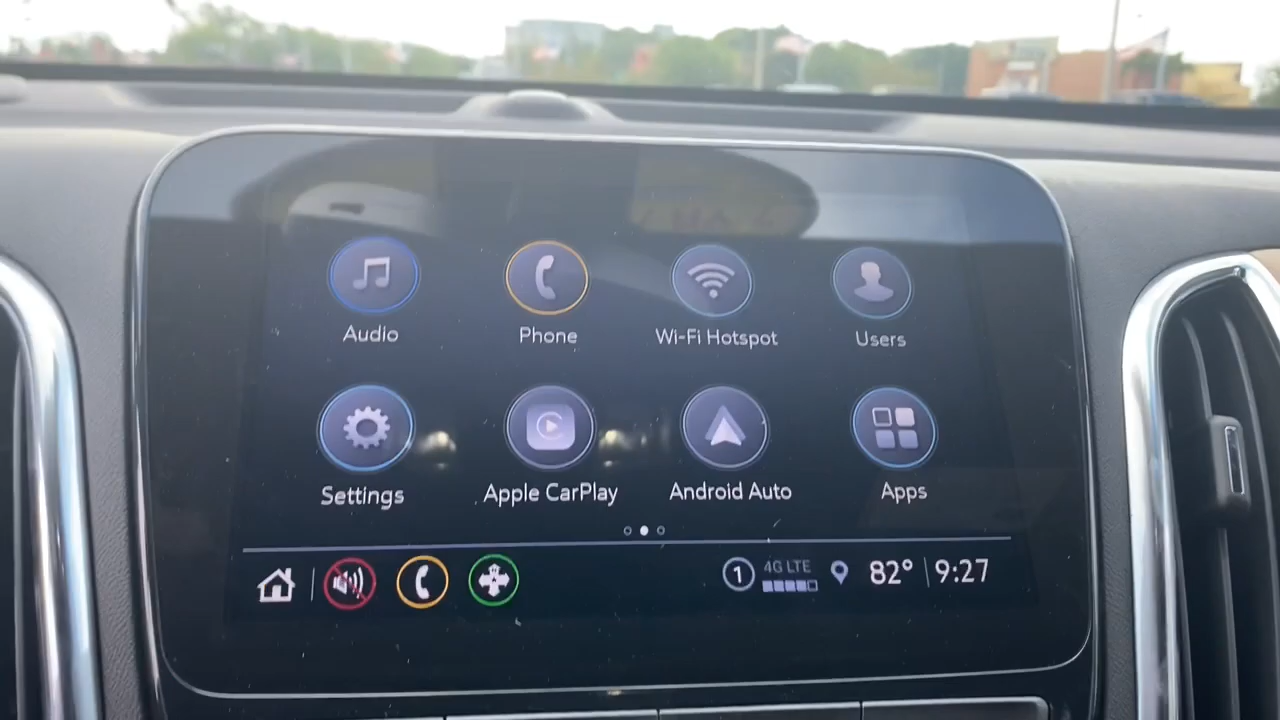 Audio
Phone
Wi-Fi Hotspot
Users
Settings
Apple CarPlay
Android Auto
Apps
1
4G LTE
82°
9:27